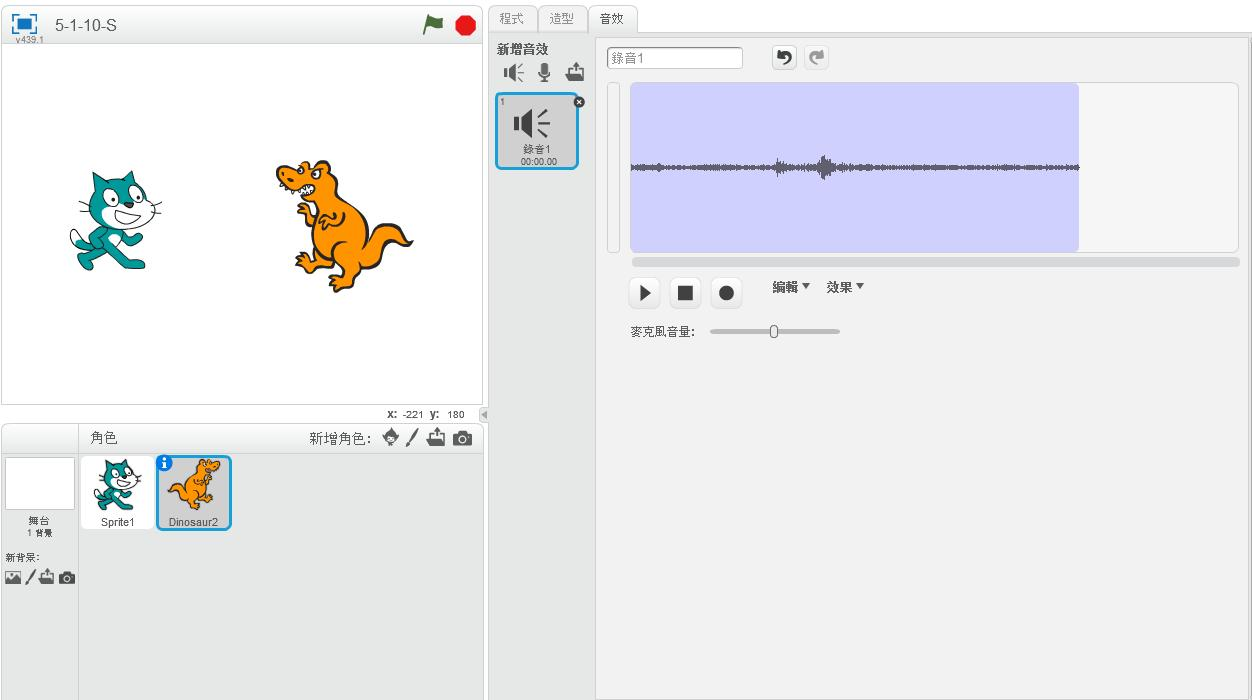 5-1-10-S
v439.1
程式
造型
音效
新增音效
1
錄音1
00:00.00
錄音1
編輯
效果
麥克風音量:
x: -221 y: 180
角色
新增角色:
舞台
1 背景
新背景:
Sprite1
Dinosaur2